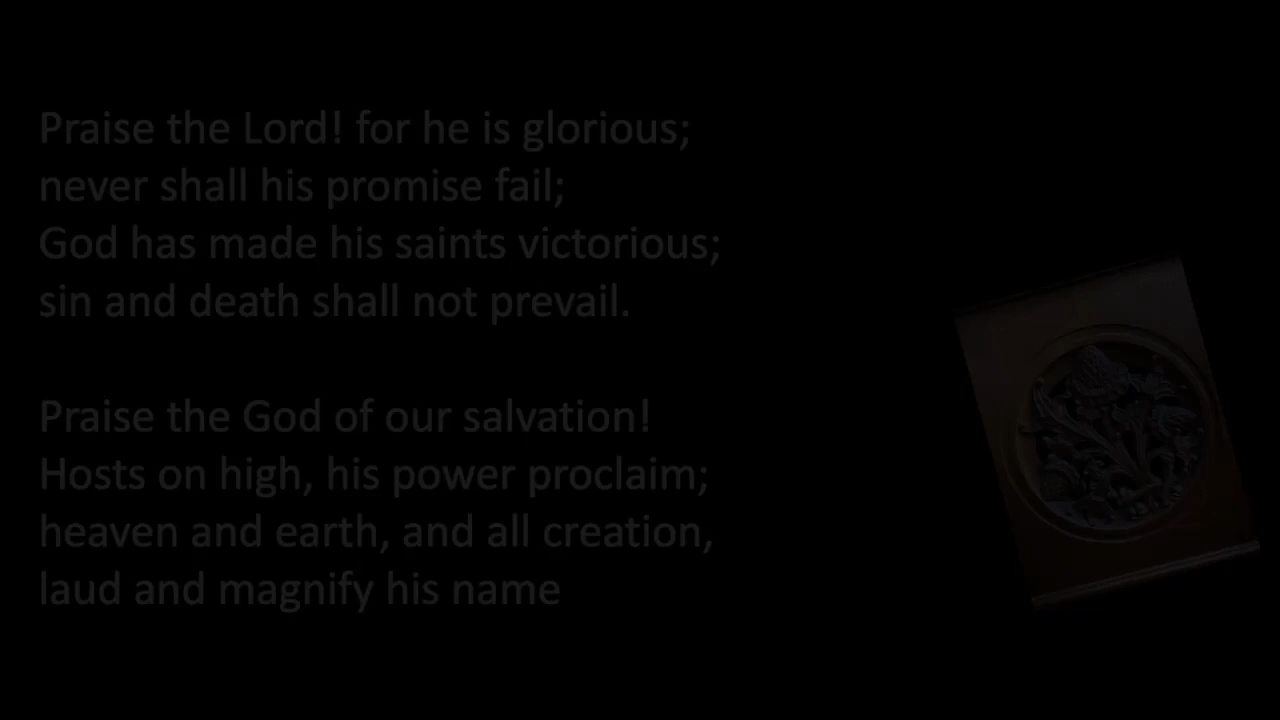 Praise the Lord! for he is glorious;
never shall his promise fail;
God has made his saints victorious;
sin and death shall not prevail.
Praise the God of our salvation!
Hosts on high, his power proclaim;
heaven and earth, and all creation,
laud and magnify his name